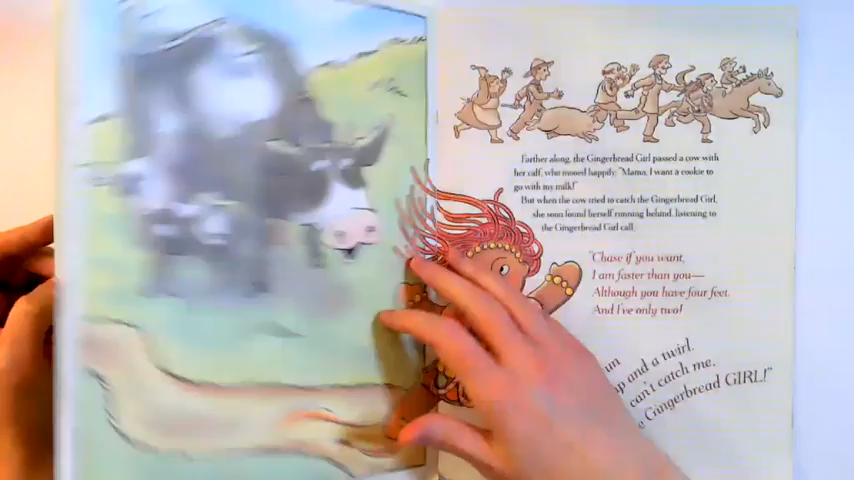 Farther along, the Gingerbread Girl passed a cow with
her calf, who mooed happily, "Mama, I want a cookie to
go with my milk!"
But when the cow tried to catch the Gingerbread Girl,
she soon found herself running behind, listening to
the Gingerbread Girl call,
"Chase if you want,
I am faster than you—
Although you have four feet,
And I've only two!
un
up and a twirl.
can't catch me,
e Gingerbread GIRL!"